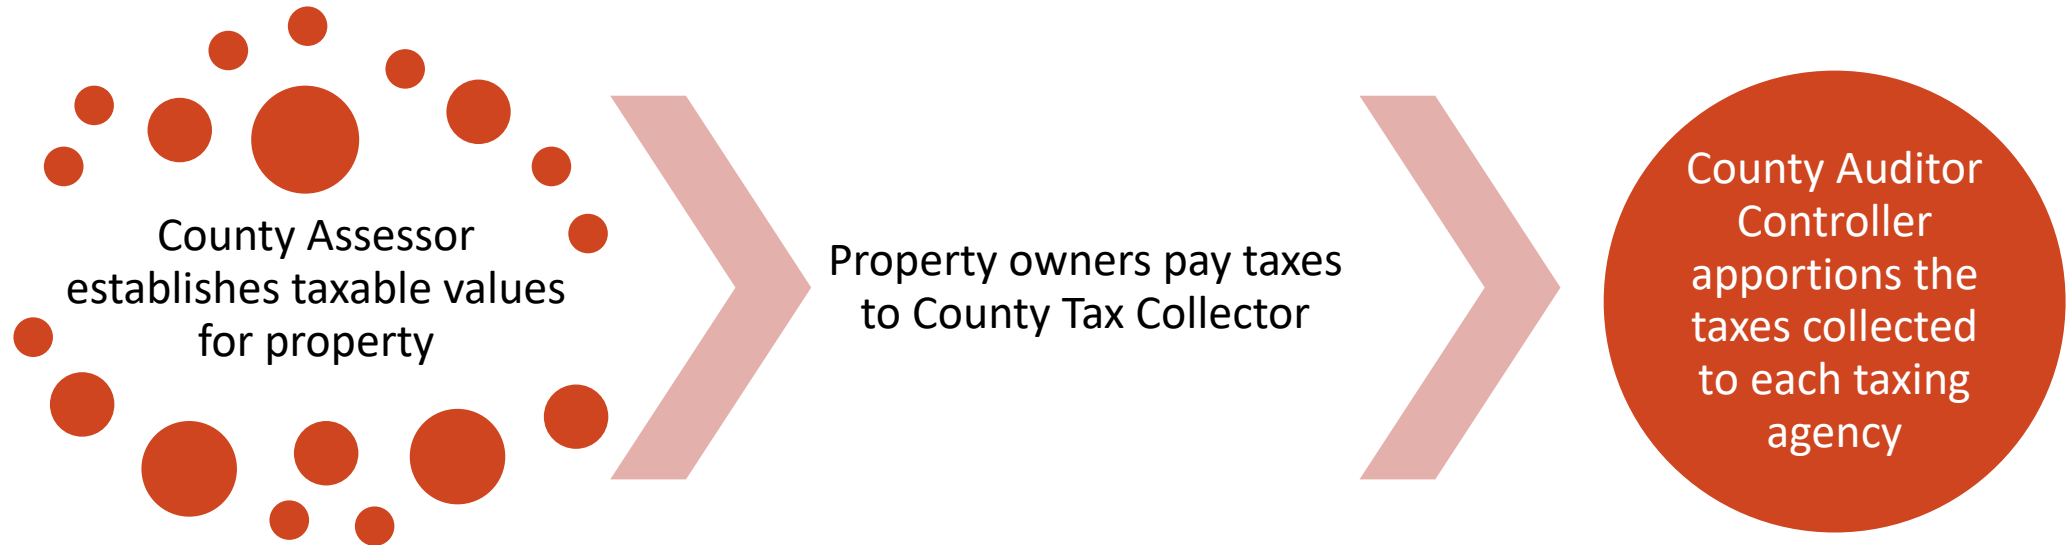 County Assessor
establishes taxable values
for property
Property owners pay taxes
to County Tax Collector
County Auditor
Controller
apportions the
taxes collected
to each taxing
agency